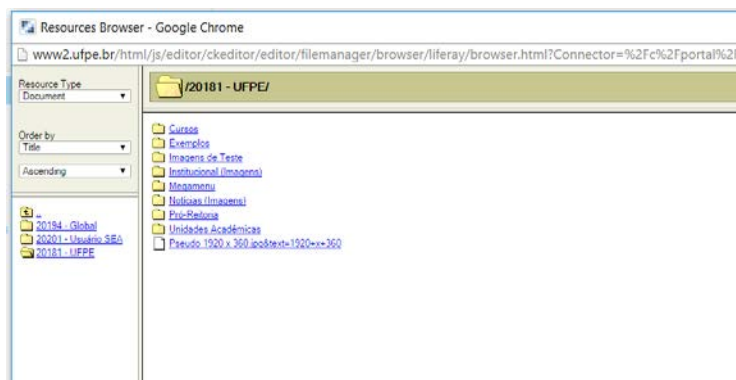 Resources Browser - Google Chrome
www2.ufpe.br/html/js/editor/ckeditor/editor/filemanager/browser/liferay/browser.html?Connector=%2Fc%2Fportal%2
Resource Type
Document
/20181 - UFPE/
Order by
Title
Ascending
..
20194 - Global
20201 - Usuário SEA
20181 - UFPE
Cursos
Exemplos
Imagens de Teste
Institucional (Imagens)
Megamenu
Notícias (Imagens)
Pró-Reitoria
Unidades Acadêmicas
Pseudo 1920 x 360.jpg&text=1920+x+360